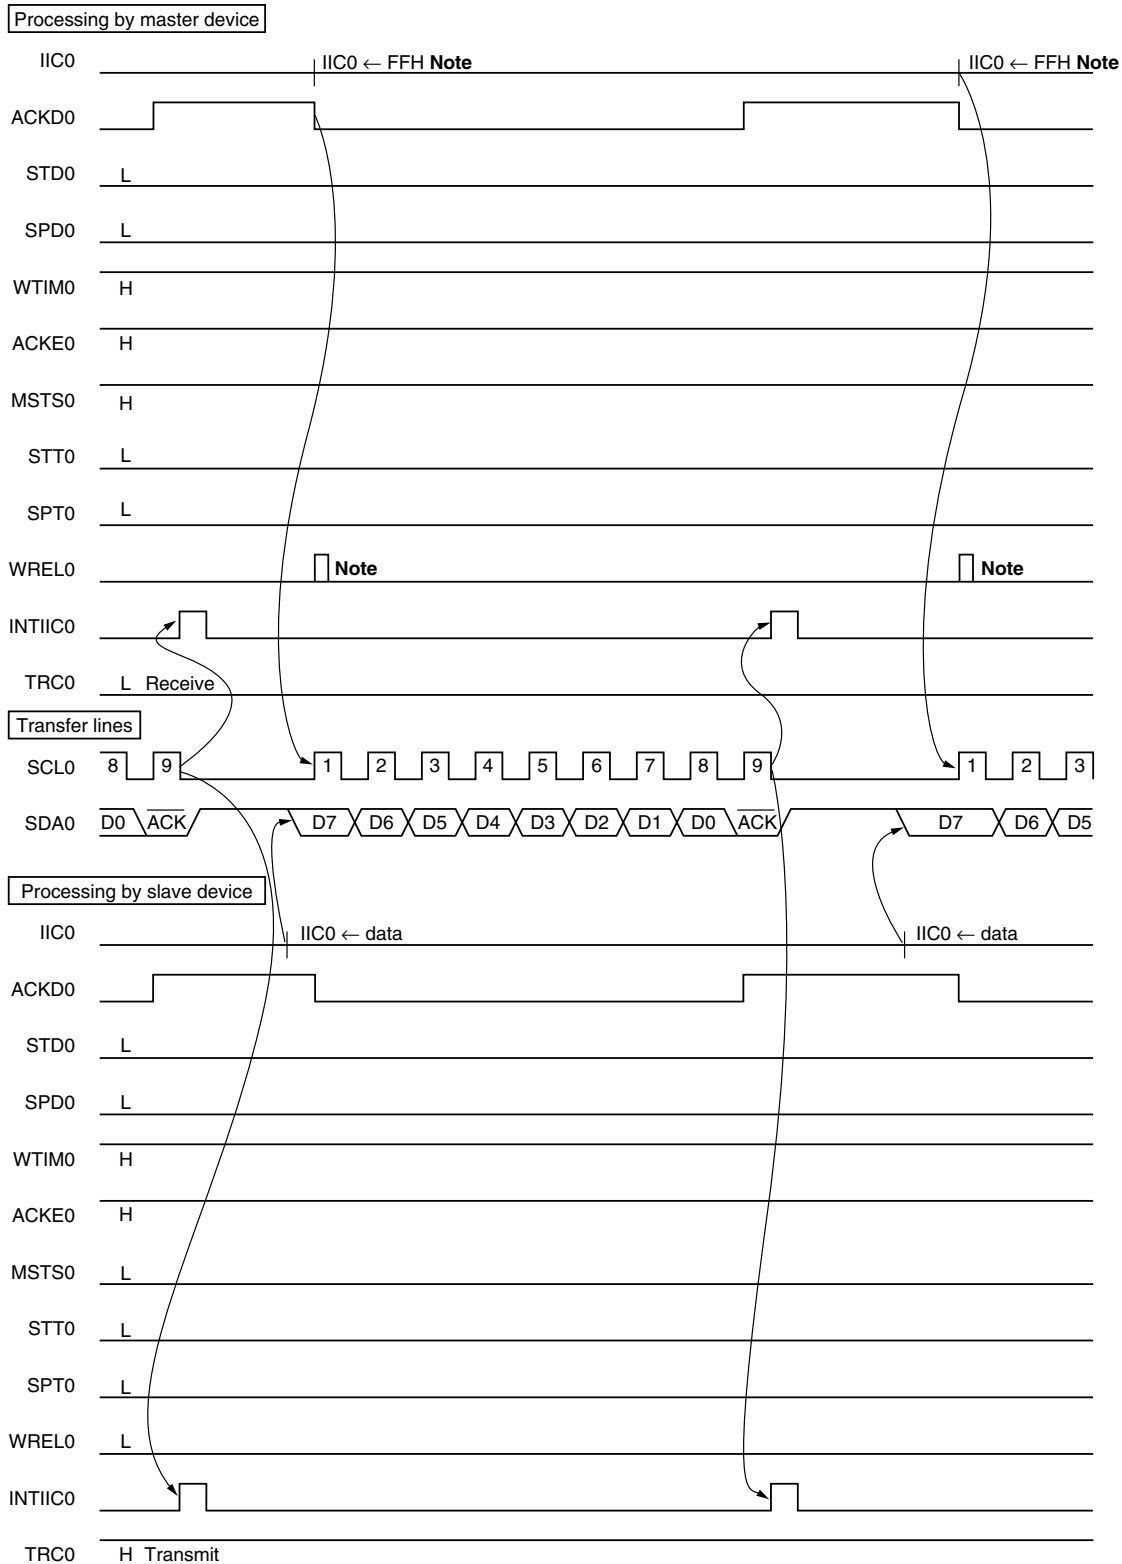 Processing by master device
IIC0 IIC0 ← FFH Note IIC0 ← FFH Note
ACKD0
STD0 L
SPD0 L
WTIM0 H
ACKE0 H
MSTS0 H
STT0 L
SPT0 L
WREL0 Note Note
INTIIC0
TRC0 L Receive
Transfer lines
SCL0 8 9 1 2 3 4 5 6 7 8 9 1 2 3
SDA0 D0 ACK D7 D6 D5 D4 D3 D2 D1 D0 ACK D7 D6 D5
Processing by slave device
IIC0 IIC0 ← data IIC0 ← data
ACKD0
STD0 L
SPD0 L
WTIM0 H
ACKE0 H
MSTS0 L
STT0 L
SPT0 L
WREL0 L
INTIIC0
TRC0 H Transmit